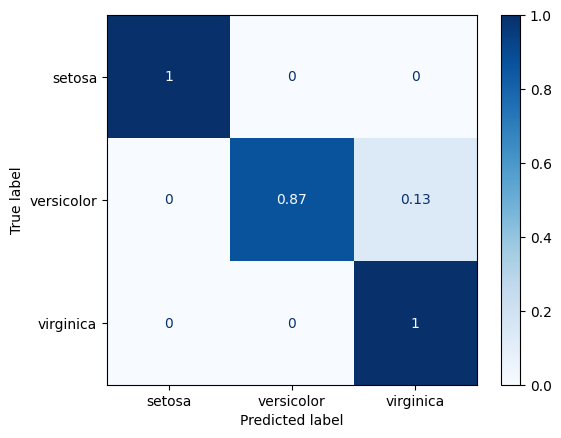 1.0
setosa 1 0 0
0.8
0.6
True label
versicolor 0 0.87 0.13
0.4
0.2
virginica 0 0 1
0.0
setosa versicolor virginica
Predicted label